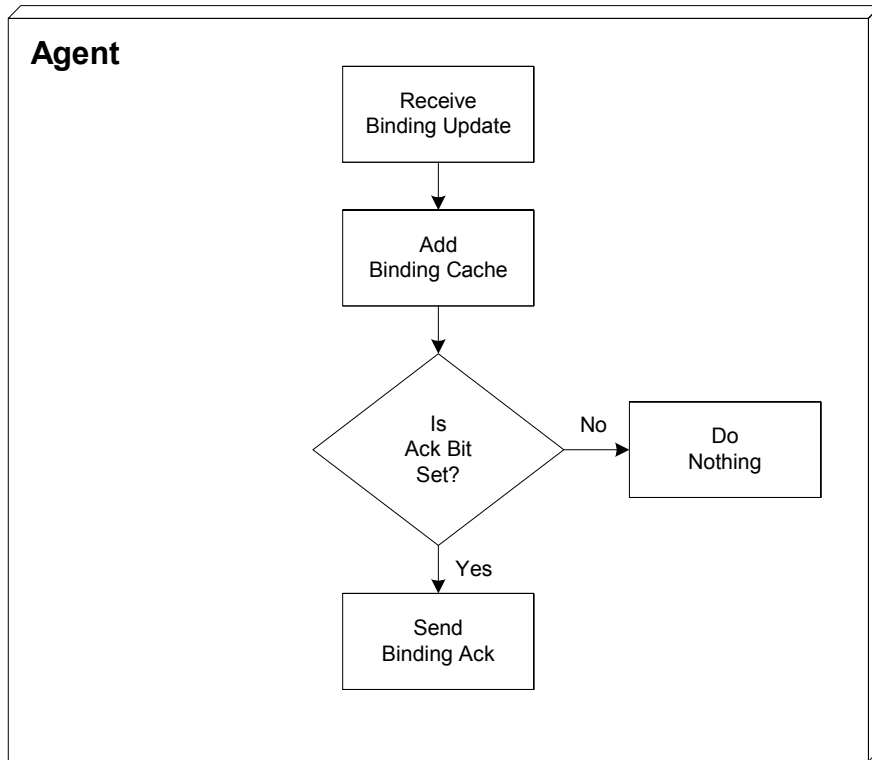 Agent
Receive
Binding Update
Add
Binding Cache
Is
Ack Bit
Set?
No
Do
Nothing
Yes
Send
Binding Ack